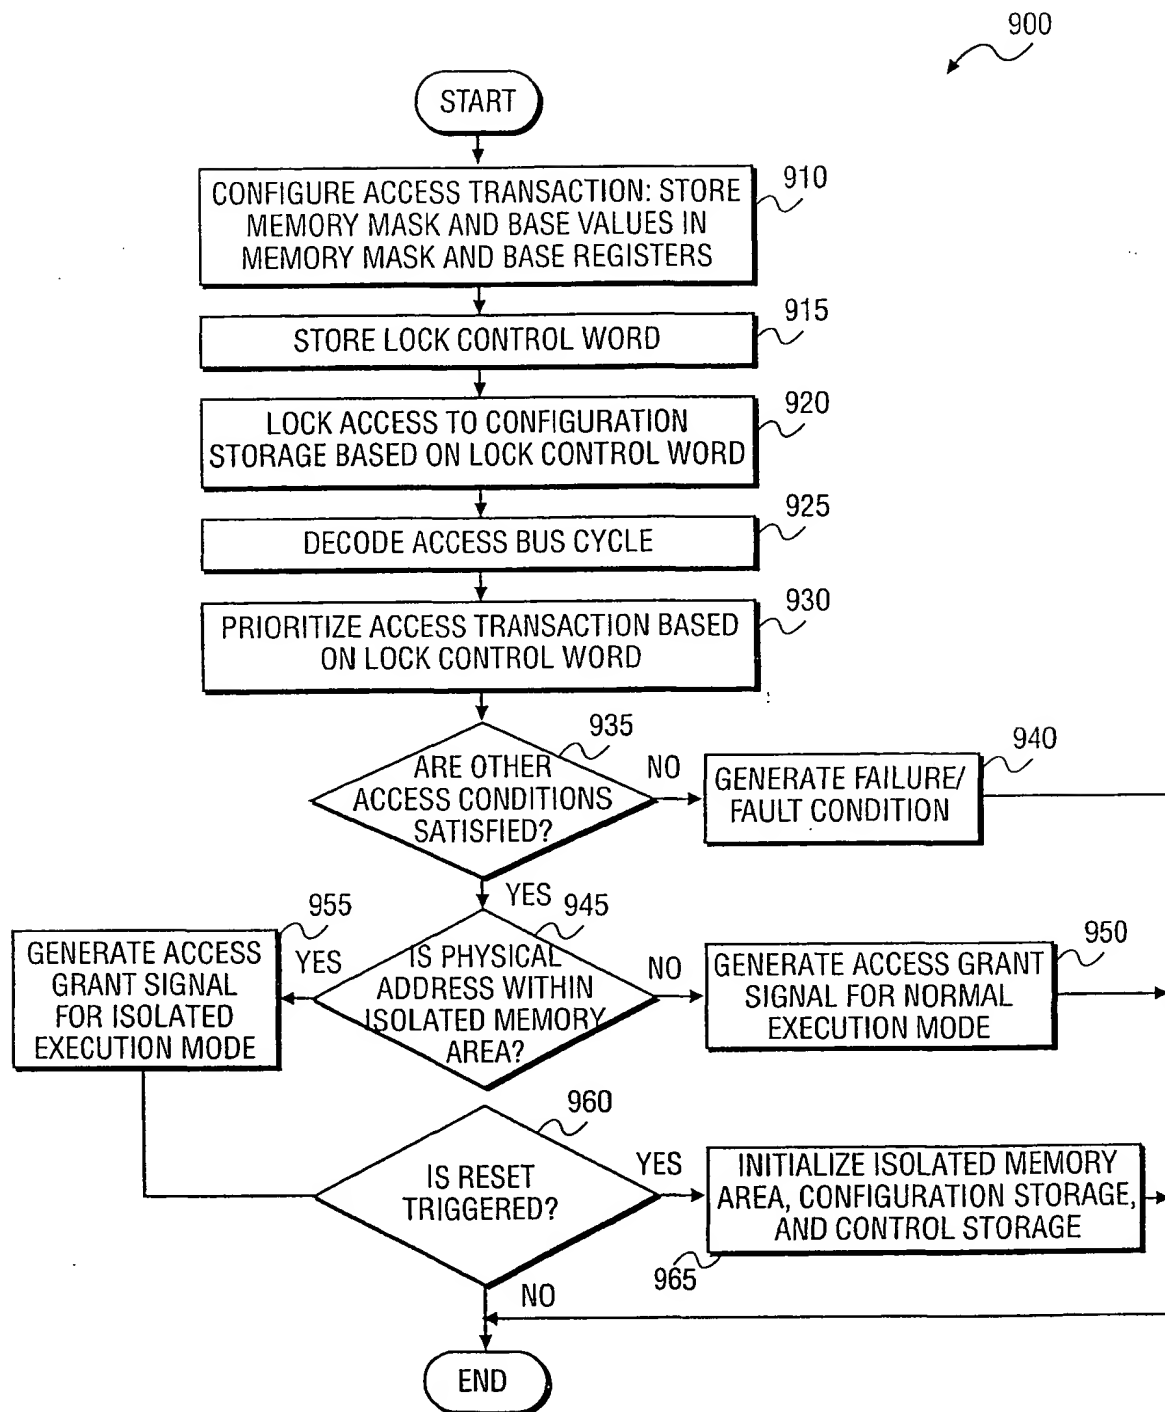 900
START
CONFIGURE ACCESS TRANSACTION: STORE
MEMORY MASK AND BASE VALUES IN
MEMORY MASK AND BASE REGISTERS
910
STORE LOCK CONTROL WORD
915
LOCK ACCESS TO CONFIGURATION
STORAGE BASED ON LOCK CONTROL WORD
920
DECODE ACCESS BUS CYCLE
925
PRIORITIZE ACCESS TRANSACTION BASED
ON LOCK CONTROL WORD
930
ARE OTHER
ACCESS CONDITIONS
SATISFIED?
935
NO
GENERATE FAILURE/
FAULT CONDITION
940
YES
IS PHYSICAL
ADDRESS WITHIN
ISOLATED MEMORY
AREA?
945
YES
GENERATE ACCESS
GRANT SIGNAL
FOR ISOLATED
EXECUTION MODE
955
NO
GENERATE ACCESS GRANT
SIGNAL FOR NORMAL
EXECUTION MODE
950
IS RESET
TRIGGERED?
960
YES
INITIALIZE ISOLATED MEMORY
AREA, CONFIGURATION STORAGE,
AND CONTROL STORAGE
965
NO
END